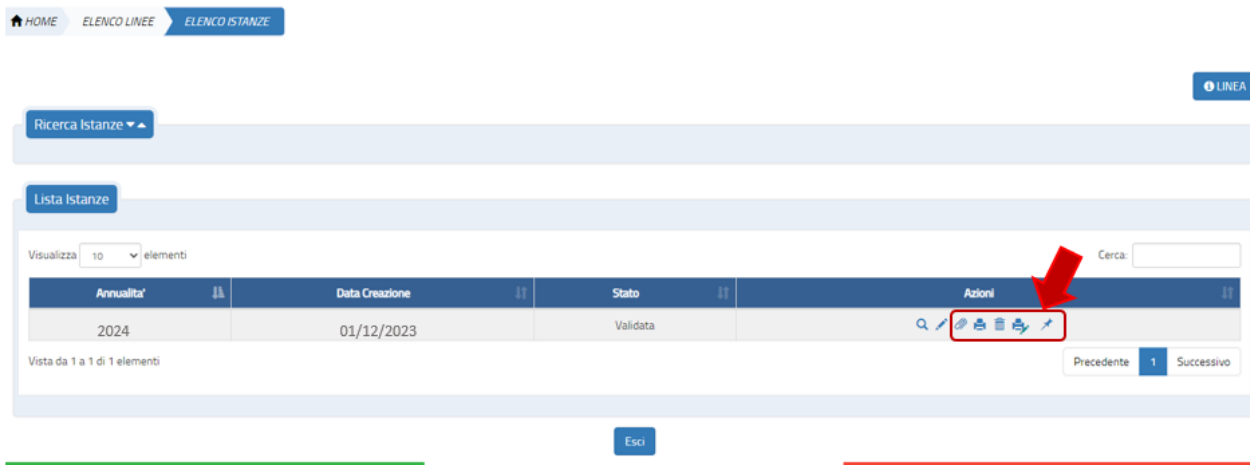 HOME ELENCO LINEE ELENCO ISTANZE
LINEA
Ricerca Istanze
Lista Istanze
Visualizza 10 elementi Cerca:
Annualita' Data Creazione Stato Azioni
2024 01/12/2023 Validata
Vista da 1 a 1 di 1 elementi Precedente 1 Successivo
Esci